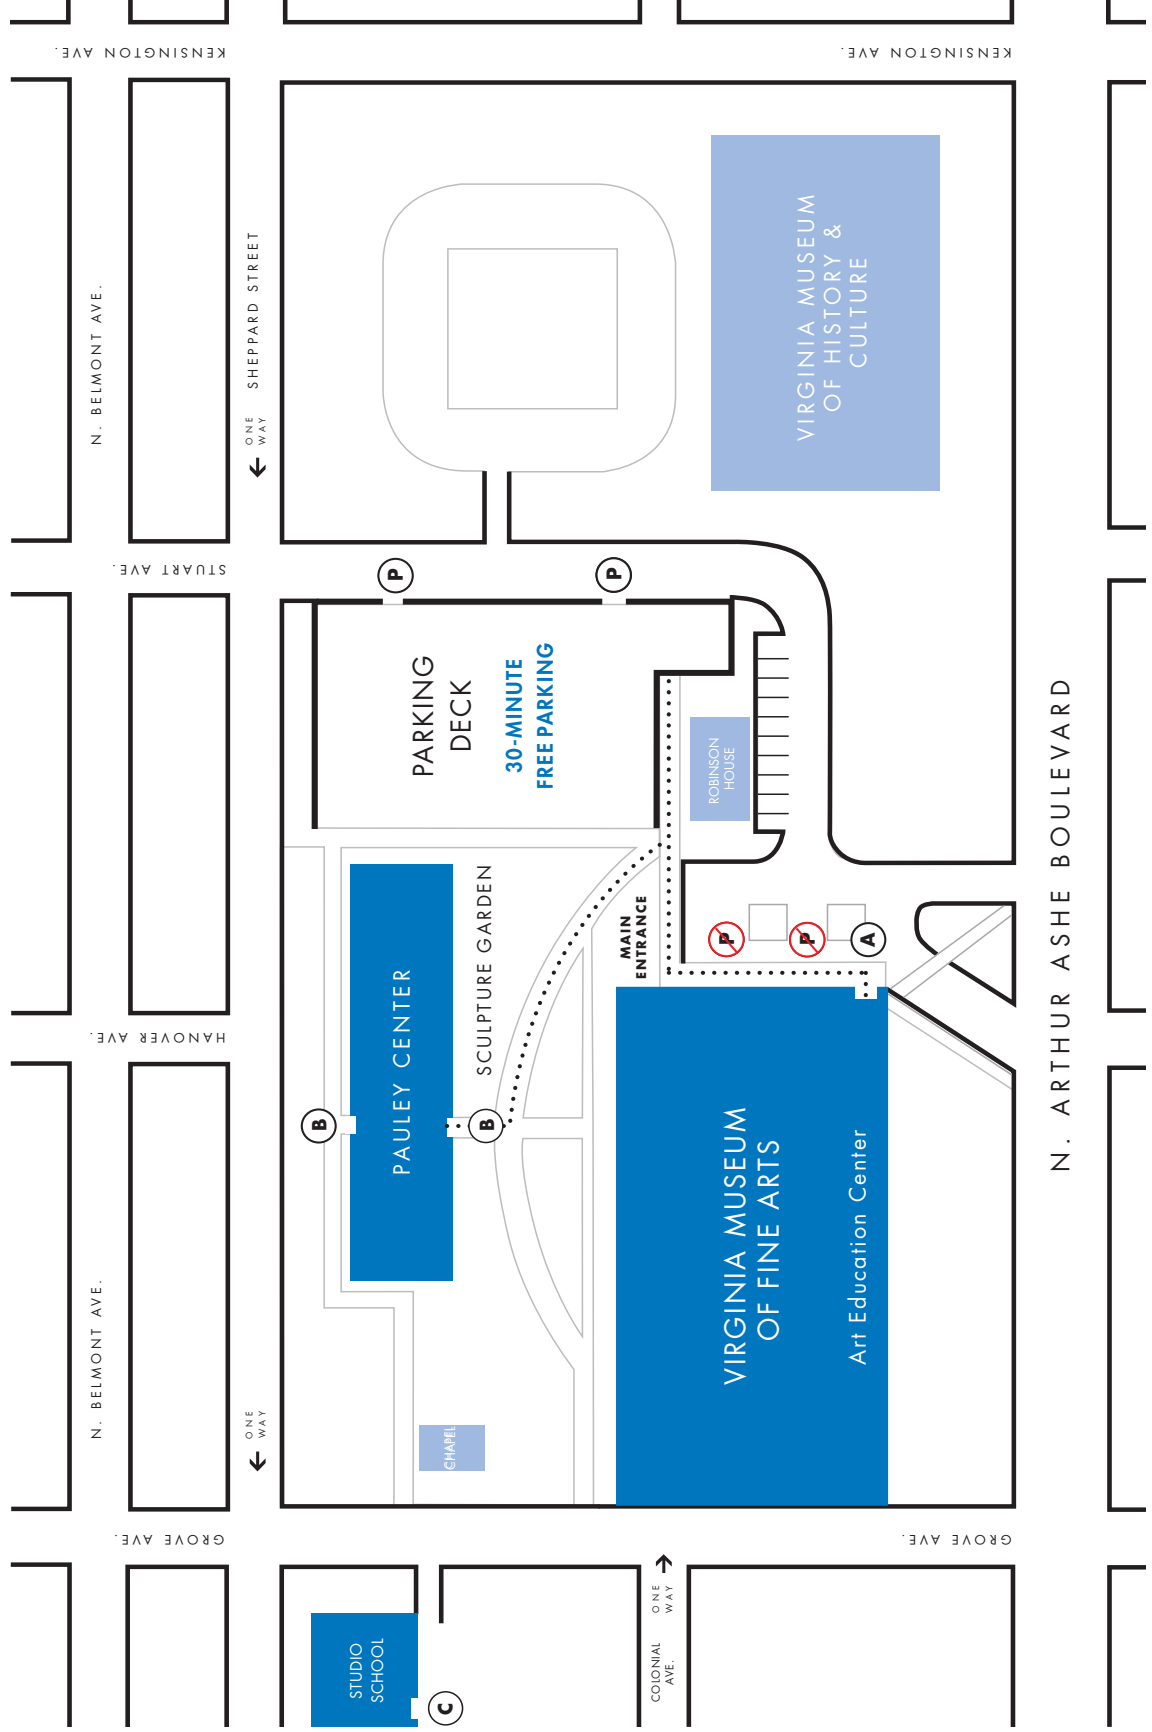 KENSINGTON AVE.
KENSINGTON AVE.
VIRGINIA MUSEUM
OF HISTORY &
CULTURE
SHEPPARD STREET
ONE
WAY
N. BELMONT AVE.
STUART AVE.
P
P
PARKING
DECK
30-MINUTE
FREE PARKING
ROBINSON
HOUSE
N. ARTHUR ASHE BOULEVARD
MAIN
ENTRANCE
P
P
A
SCULPTURE GARDEN
PAULEY CENTER
HANOVER AVE.
B
B
VIRGINIA MUSEUM
OF FINE ARTS
Art Education Center
N. BELMONT AVE.
ONE
WAY
CHAPEL
GROVE AVE.
GROVE AVE.
ONE
WAY
COLONIAL
AVE.
STUDIO
SCHOOL
C